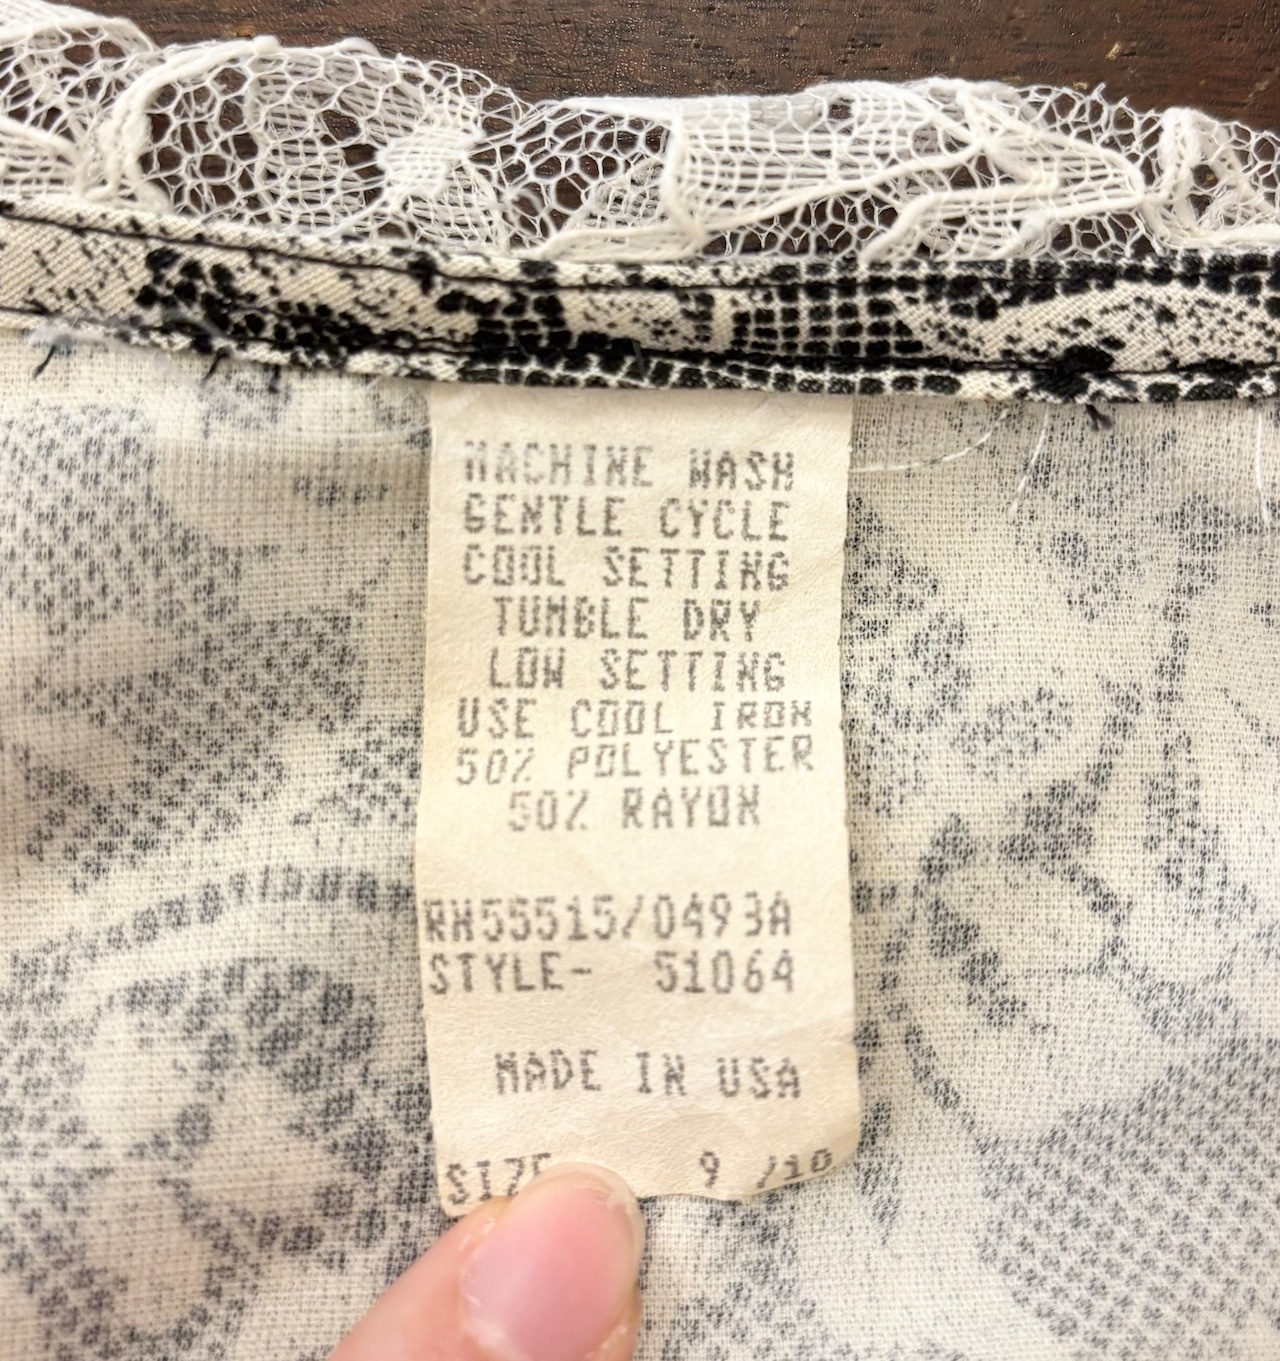 MACHINE WASH
GENTLE CYCLE
COOL SETTING
TUMBLE DRY
LOW SETTING
USE COOL IRON
50% POLYESTER
50% RAYON
RN55515/0493A
STYLE- 51064
MADE IN USA
SIZE 9 /10